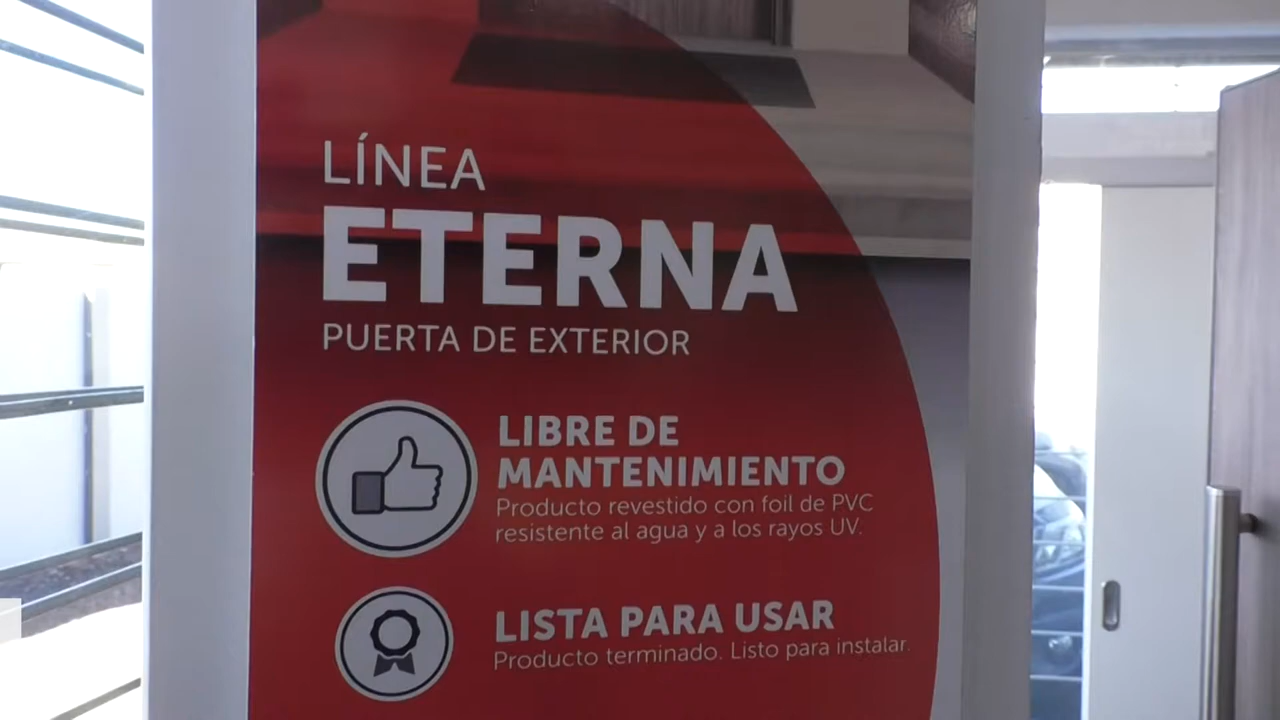 LÍNEA
ETERNA
PUERTA DE EXTERIOR
LIBRE DE
MANTENIMIENTO
Producto revestido con foil de PVC
resistente al agua y a los rayos UV.
LISTA PARA USAR
Producto terminado. Listo para instalar.